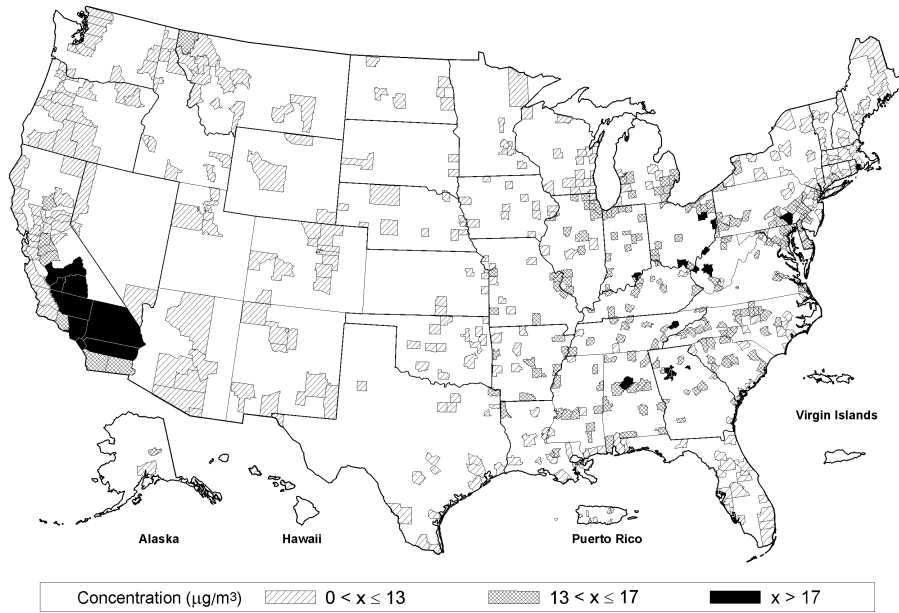 Virgin Islands
Alaska
Hawaii
Puerto Rico
Concentration (μg/m³) 0 < x ≤ 13 13 < x ≤ 17 x > 17